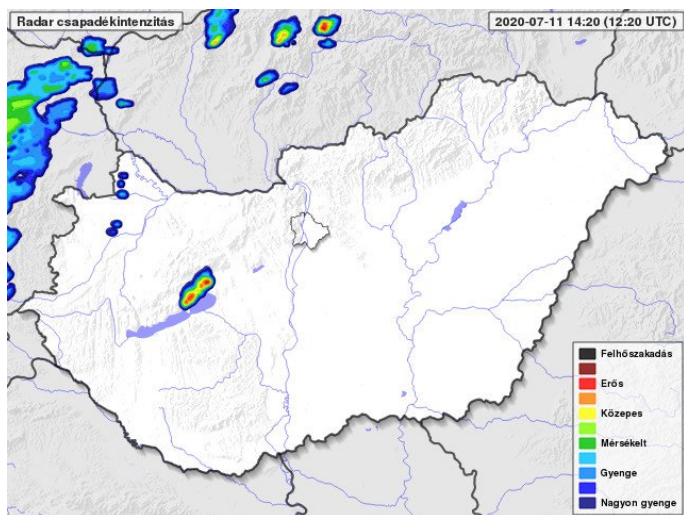 Radar csapadékintenzitás
2020-07-11 14:20 (12:20 UTC)
Felhőszakadás
Erős
Közepes
Mérsékelt
Gyenge
Nagyon gyenge